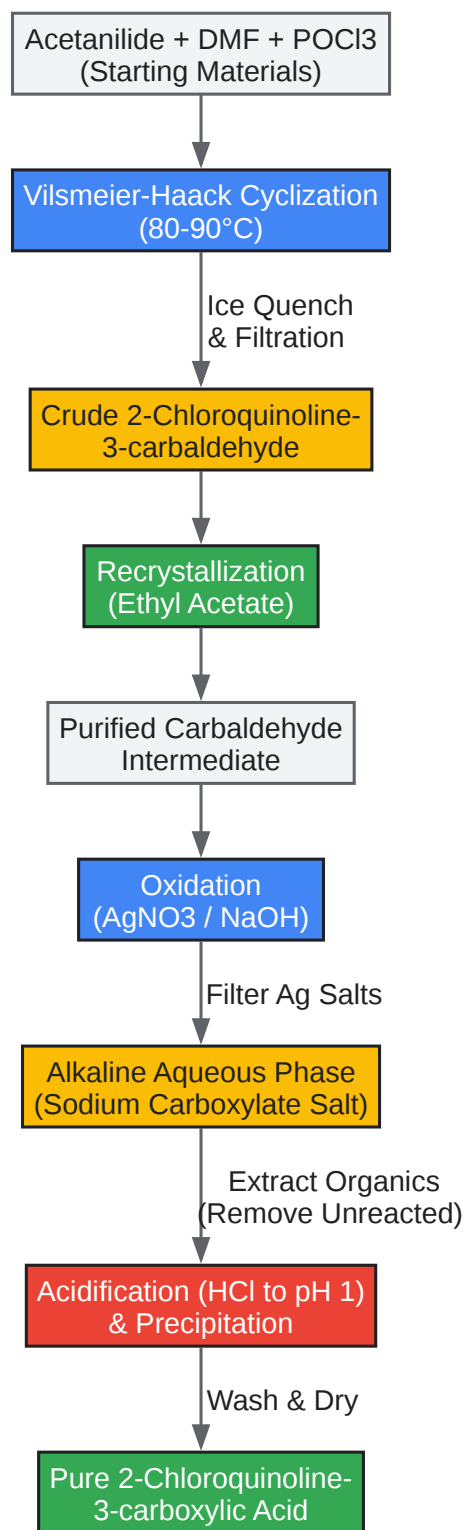 Acetanilide + DMF + POCl3
(Starting Materials)
Vilsmeier-Haack Cyclization
(80-90°C)
Ice Quench
& Filtration
Crude 2-Chloroquinoline-
3-carbaldehyde
Recrystallization
(Ethyl Acetate)
Purified Carbaldehyde
Intermediate
Oxidation
(AgNO3 / NaOH)
Filter Ag Salts
Alkaline Aqueous Phase
(Sodium Carboxylate Salt)
Extract Organics
(Remove Unreacted)
Acidification (HCl to pH 1)
& Precipitation
Wash & Dry
Pure 2-Chloroquinoline-
3-carboxylic Acid